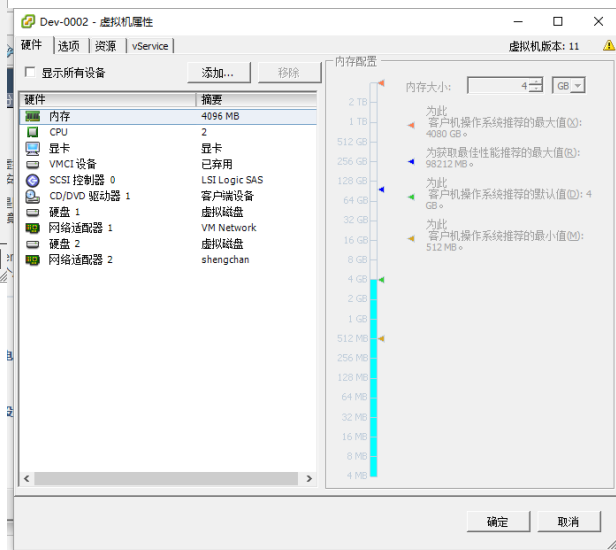 Dev-0002 - 虚拟机属性
硬件 选项 资源 vService 虚拟机版本: 11
显示所有设备 添加... 移除
硬件 摘要
内存 4096 MB
CPU 2
显卡 显卡
VMCI 设备 已弃用
SCSI 控制器 0 LSI Logic SAS
CD/DVD 驱动器 1 客户端设备
硬盘 1 虚拟磁盘
网络适配器 1 VM Network
硬盘 2 虚拟磁盘
网络适配器 2 shengchan
内存配置
内存大小: 4 GB
2 TB
1 TB
512 GB
256 GB
128 GB
64 GB
32 GB
16 GB
8 GB
4 GB
2 GB
1 GB
512 MB
256 MB
128 MB
64 MB
32 MB
16 MB
8 MB
4 MB
为此
客户机操作系统推荐的最大值(X):
4080 GB。
为获取最佳性能推荐的最大值(R):
98212 MB。
为此
客户机操作系统推荐的默认值(D): 4
GB。
为此
客户机操作系统推荐的最小值(M):
512 MB。
确定 取消